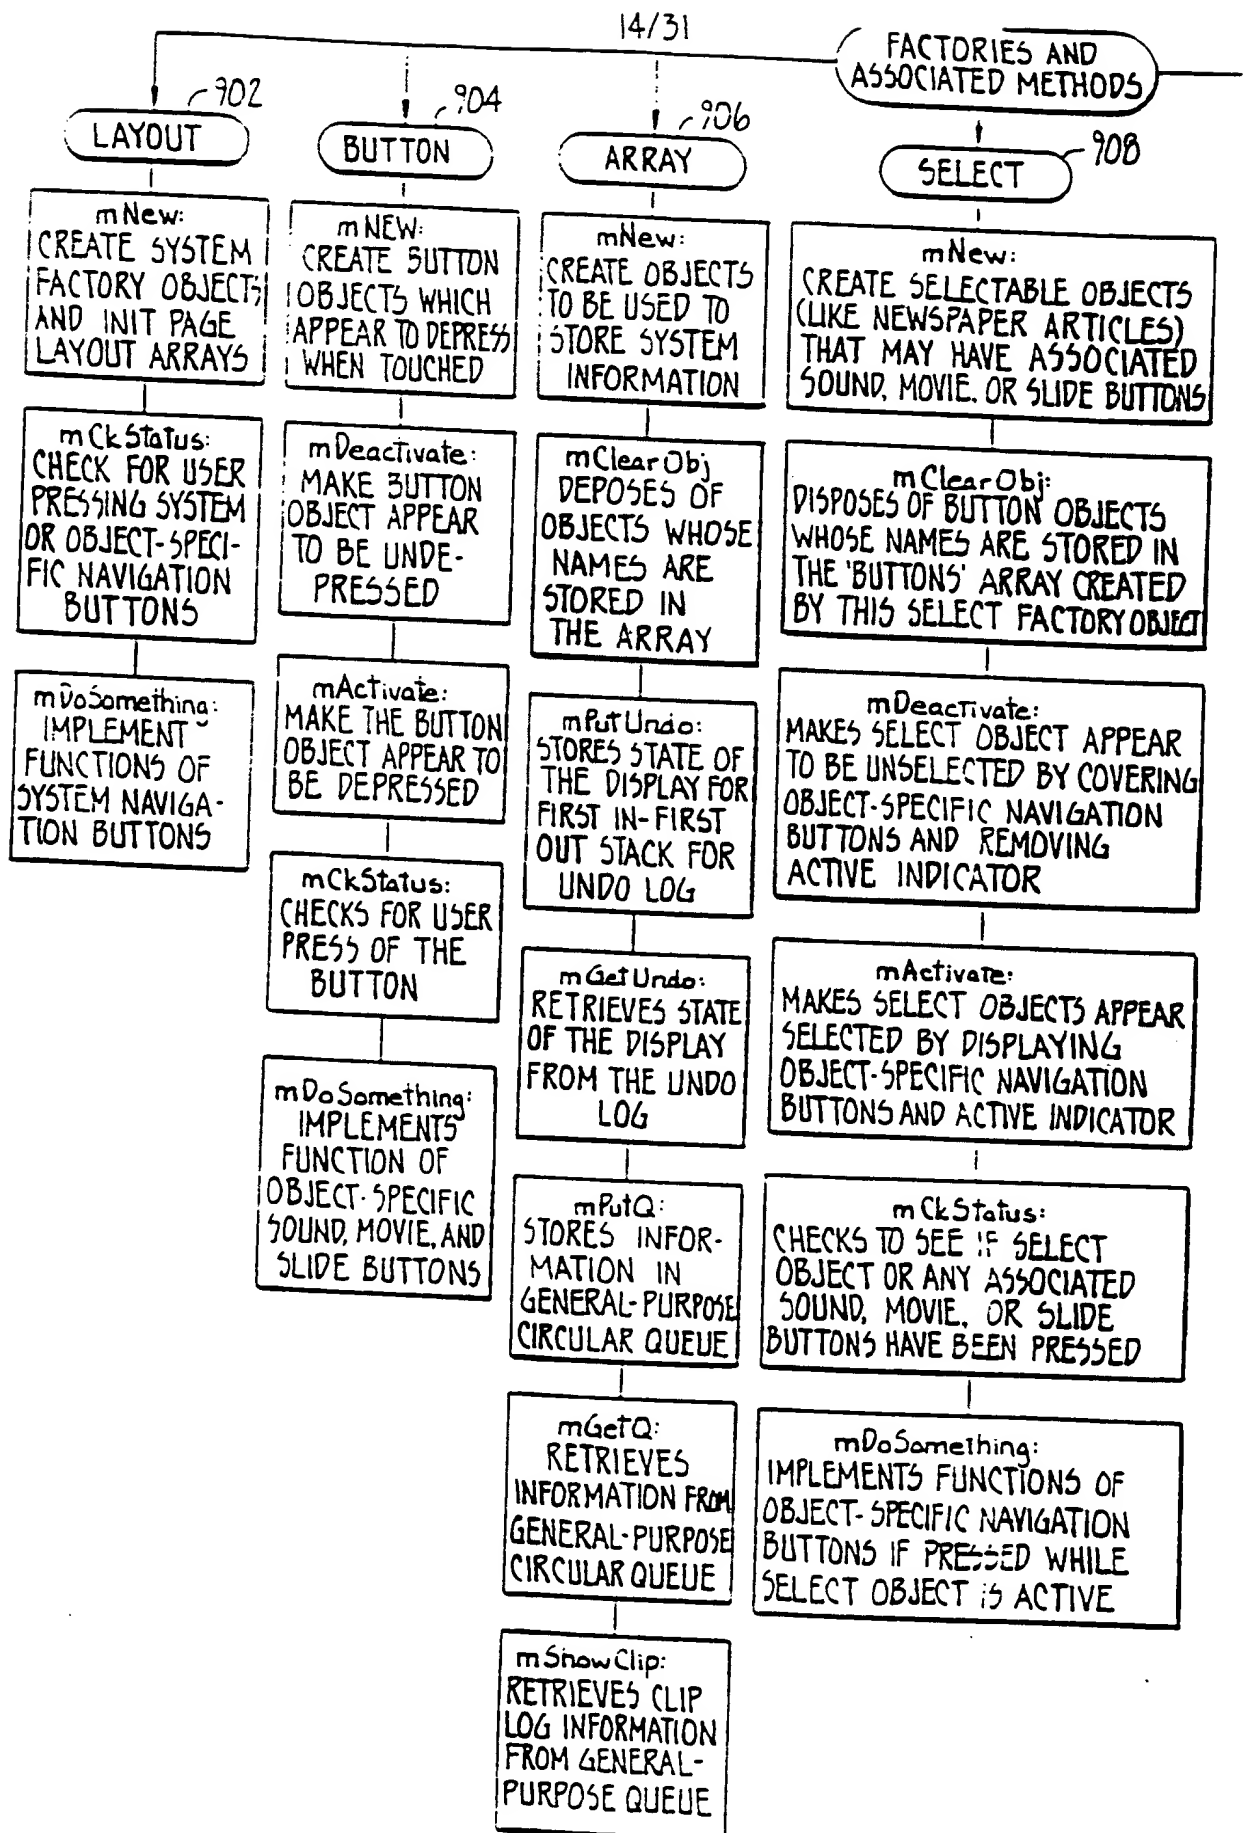 14/31
FACTORIES AND
ASSOCIATED METHODS
902
LAYOUT
mNew:
CREATE SYSTEM
FACTORY OBJECTS
AND INIT PAGE
LAYOUT ARRAYS
mCkStatus:
CHECK FOR USER
PRESSING SYSTEM
OR OBJECT-SPECI-
FIC NAVIGATION
BUTTONS
mDoSomething:
IMPLEMENT
FUNCTIONS OF
SYSTEM NAVIGA-
TION BUTTONS
904
BUTTON
mNEW:
CREATE BUTTON
OBJECTS WHICH
APPEAR TO DEPRESS
WHEN TOUCHED
mDeactivate:
MAKE BUTTON
OBJECT APPEAR
TO BE UNDE-
PRESSED
mActivate:
MAKE THE BUTTON
OBJECT APPEAR TO
BE DEPRESSED
mCkStatus:
CHECKS FOR USER
PRESS OF THE
BUTTON
mDoSomething:
IMPLEMENTS
FUNCTION OF
OBJECT-SPECIFIC
SOUND, MOVIE, AND
SLIDE BUTTONS
906
ARRAY
mNew:
CREATE OBJECTS
TO BE USED TO
STORE SYSTEM
INFORMATION
mClearObj
DEPOSES OF
OBJECTS WHOSE
NAMES ARE
STORED IN
THE ARRAY
mPutUndo:
STORES STATE OF
THE DISPLAY FOR
FIRST IN-FIRST
OUT STACK FOR
UNDO LOG
mGetUndo:
RETRIEVES STATE
OF THE DISPLAY
FROM THE UNDO
LOG
mPutQ:
STORES INFOR-
MATION IN
GENERAL-PURPOSE
CIRCULAR QUEUE
mGetQ:
RETRIEVES
INFORMATION FROM
GENERAL-PURPOSE
CIRCULAR QUEUE
mShowClip:
RETRIEVES CLIP
LOG INFORMATION
FROM GENERAL-
PURPOSE QUEUE
908
SELECT
mNew:
CREATE SELECTABLE OBJECTS
(LIKE NEWSPAPER ARTICLES)
THAT MAY HAVE ASSOCIATED
SOUND, MOVIE, OR SLIDE BUTTONS
mClearObj:
DISPOSES OF BUTTON OBJECTS
WHOSE NAMES ARE STORED IN
THE 'BUTTONS' ARRAY CREATED
BY THIS SELECT FACTORY OBJECT
mDeactivate:
MAKES SELECT OBJECT APPEAR
TO BE UNSELECTED BY COVERING
OBJECT-SPECIFIC NAVIGATION
BUTTONS AND REMOVING
ACTIVE INDICATOR
mActivate:
MAKES SELECT OBJECTS APPEAR
SELECTED BY DISPLAYING
OBJECT-SPECIFIC NAVIGATION
BUTTONS AND ACTIVE INDICATOR
mCkStatus:
CHECKS TO SEE IF SELECT
OBJECT OR ANY ASSOCIATED
SOUND, MOVIE, OR SLIDE
BUTTONS HAVE BEEN PRESSED
mDoSomething:
IMPLEMENTS FUNCTIONS OF
OBJECT-SPECIFIC NAVIGATION
BUTTONS IF PRESSED WHILE
SELECT OBJECT IS ACTIVE